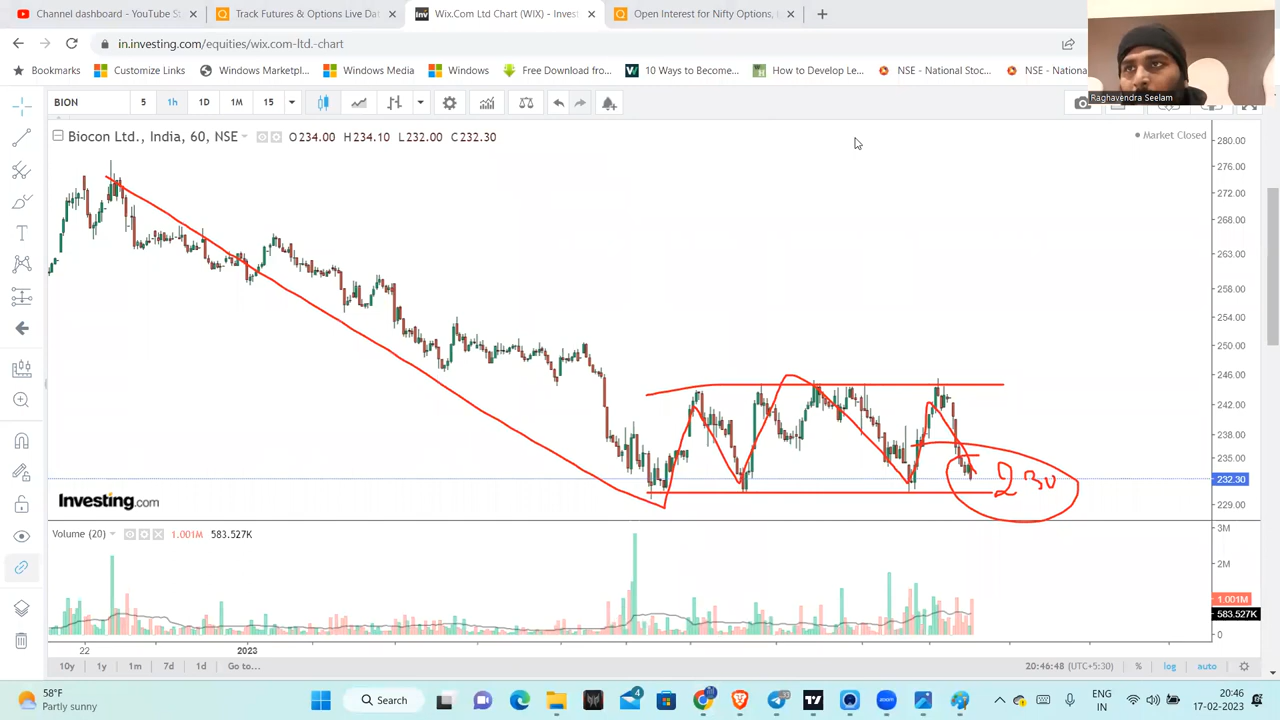 Channel dashboard - YouTube St
Track Futures & Options Live Dat
Wix.Com Ltd Chart (WIX) - Invest
Open Interest for Nifty Options, I
https://in.investing.com/equities/wix.com-ltd.-chart
Bookmarks
Customize Links
Windows Marketpl...
Windows Media
Windows
Free Download fro...
10 Ways to Become...
How to Develop Le...
NSE - National Stoc...
NSE - Nationa
Raghavendra Seelam
BION
5
1h
1D
1M
15
Biocon Ltd., India, 60, NSE
O234.00 H234.10 L232.00 C232.30
Market Closed
280.00
276.00
272.00
268.00
263.00
258.00
254.00
250.00
246.00
242.00
238.00
235.00
232.30
229.00
230
Investing.com
Volume (20)
1.001M
583.527K
3M
2M
1.001M
583.527K
0
22
2023
10y
1y
1m
7d
1d
Go to...
20:46:48 (UTC+5:30)
%
log
auto
58°F
Partly sunny
Search
4
ENG
IN
20:46
17-02-2023